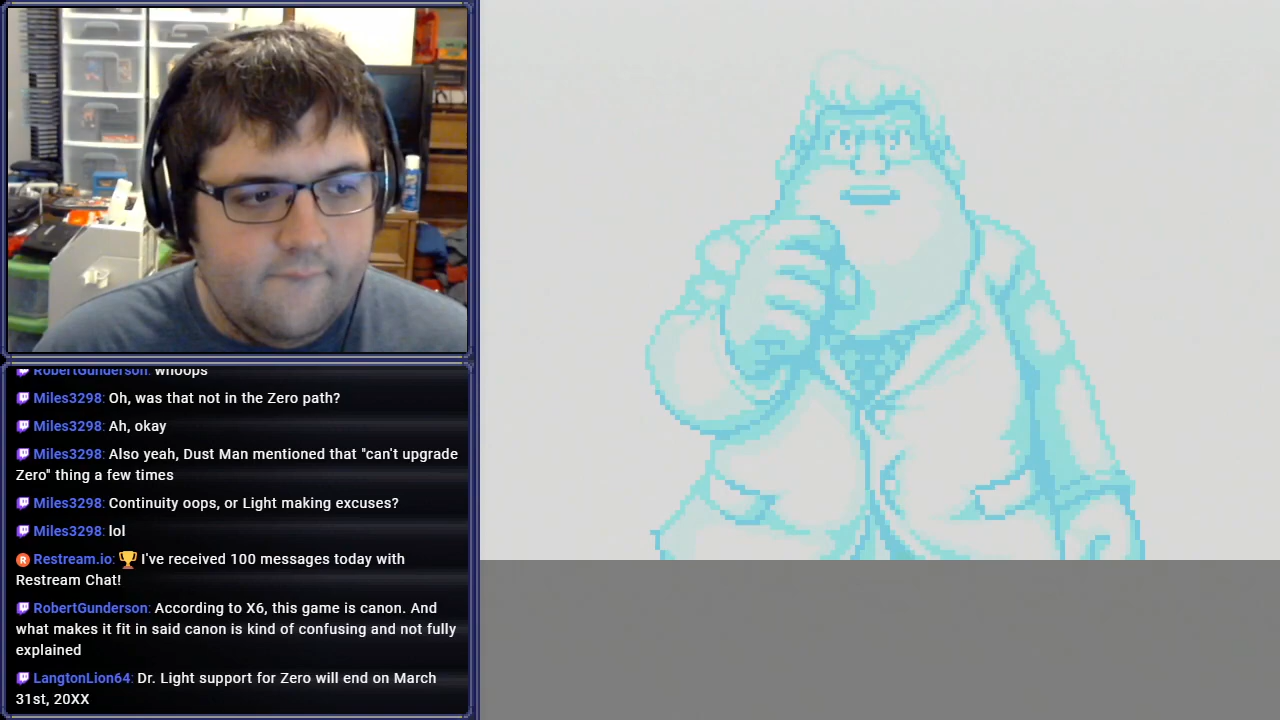 RobertGunderson: whoops
Miles3298: Oh, was that not in the Zero path?
Miles3298: Ah, okay
Miles3298: Also yeah, Dust Man mentioned that "can't upgrade
Zero" thing a few times
Miles3298: Continuity oops, or Light making excuses?
Miles3298: lol
Restream.io: 🏆 I've received 100 messages today with
Restream Chat!
RobertGunderson: According to X6, this game is canon. And
what makes it fit in said canon is kind of confusing and not fully
explained
LangtonLion64: Dr. Light support for Zero will end on March
31st, 20XX